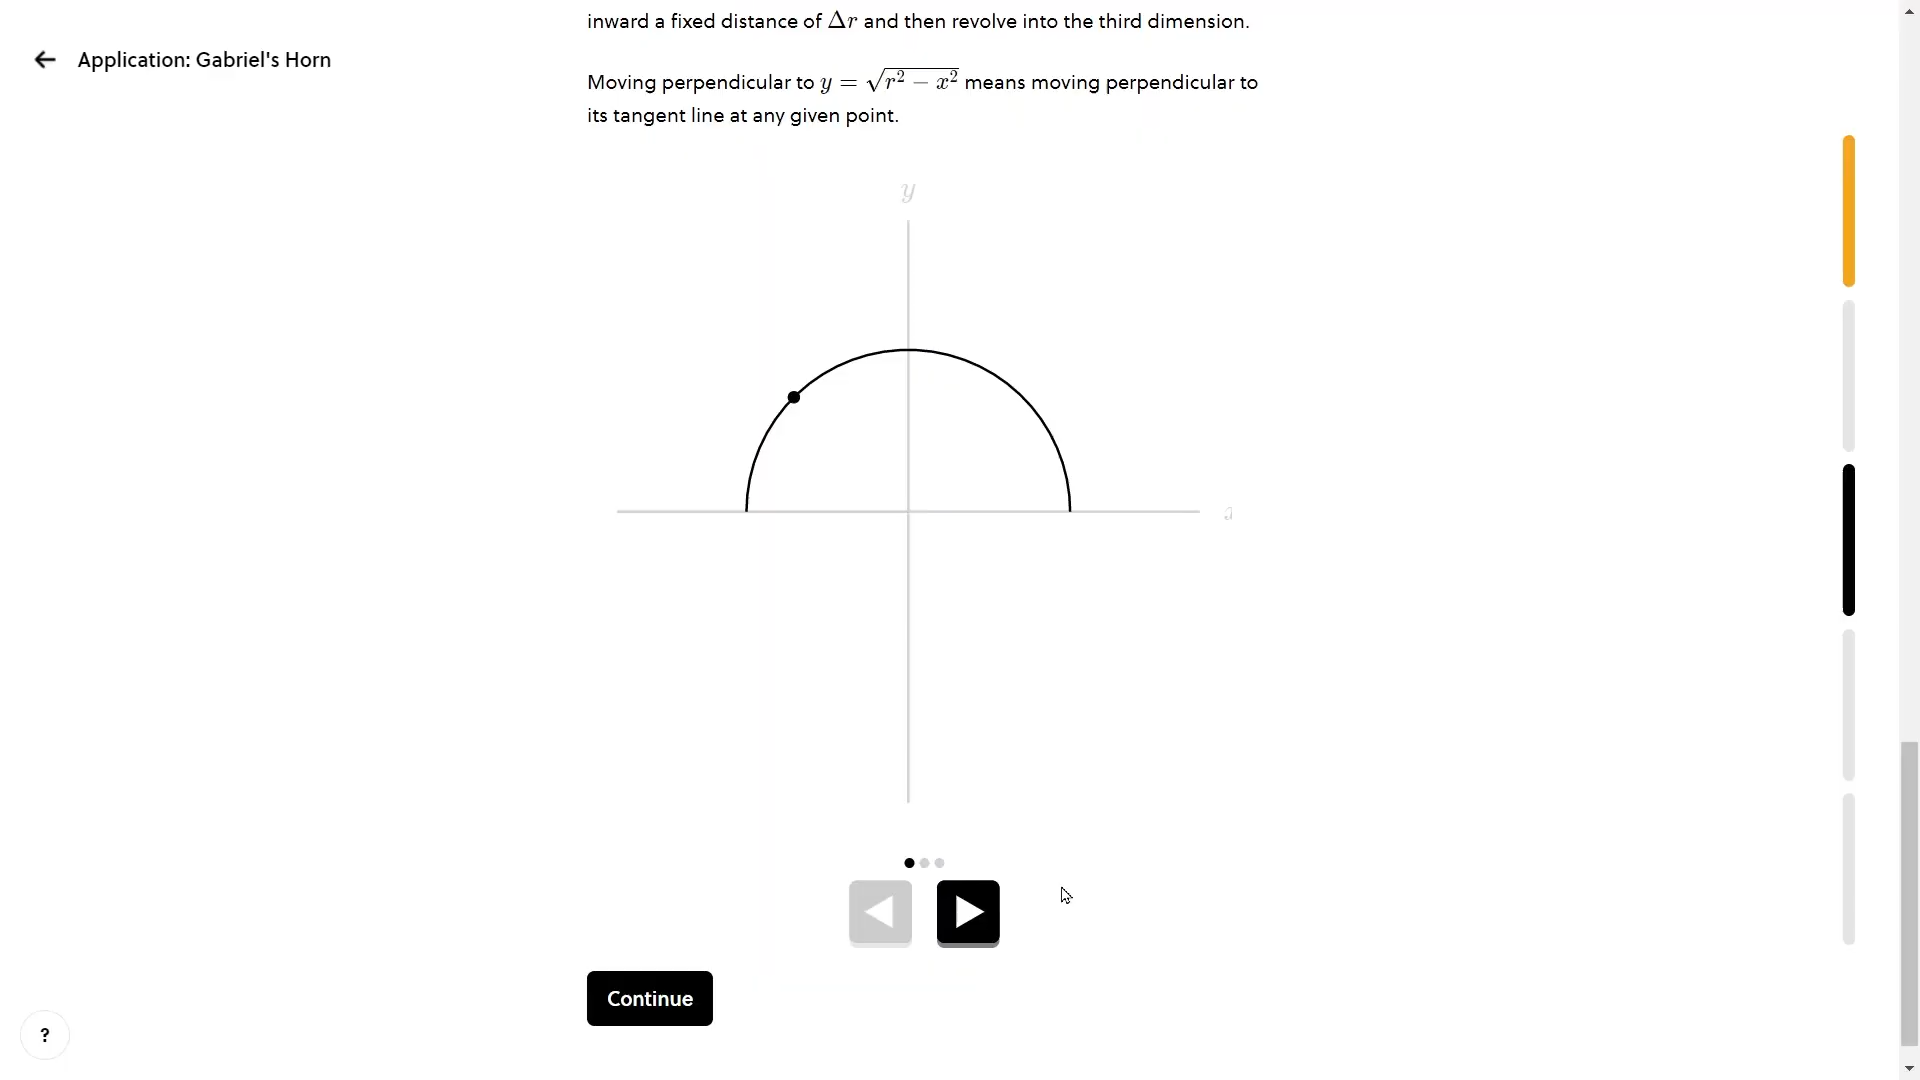 inward a fixed distance of Δr and then revolve into the third dimension.
Application: Gabriel's Horn
Moving perpendicular to y = √(r² − x²) means moving perpendicular to
its tangent line at any given point.
y
Continue
?